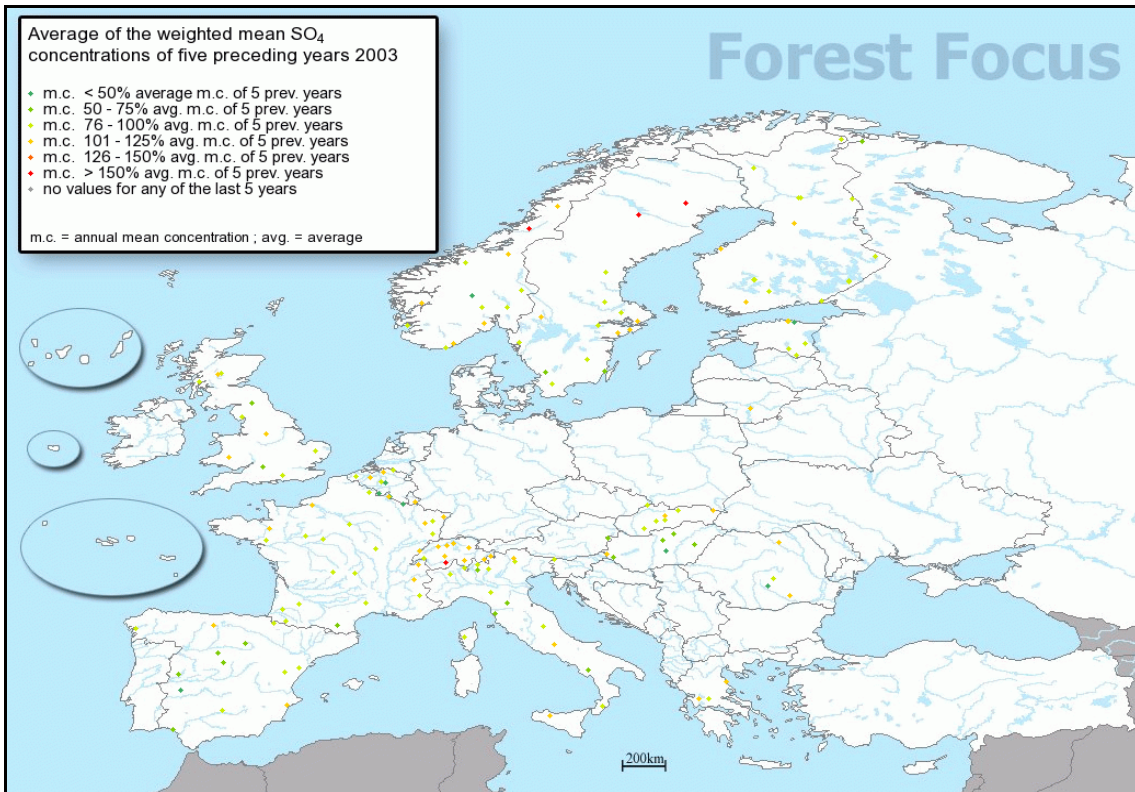 Average of the weighted mean SO₄
concentrations of five preceding years 2003
m.c. < 50% average m.c. of 5 prev. years
m.c. 50 - 75% avg. m.c. of 5 prev. years
m.c. 76 - 100% avg. m.c. of 5 prev. years
m.c. 101 - 125% avg. m.c. of 5 prev. years
m.c. 126 - 150% avg. m.c. of 5 prev. years
m.c. > 150% avg. m.c. of 5 prev. years
no values for any of the last 5 years
m.c. = annual mean concentration ; avg. = average
Forest Focus
200km